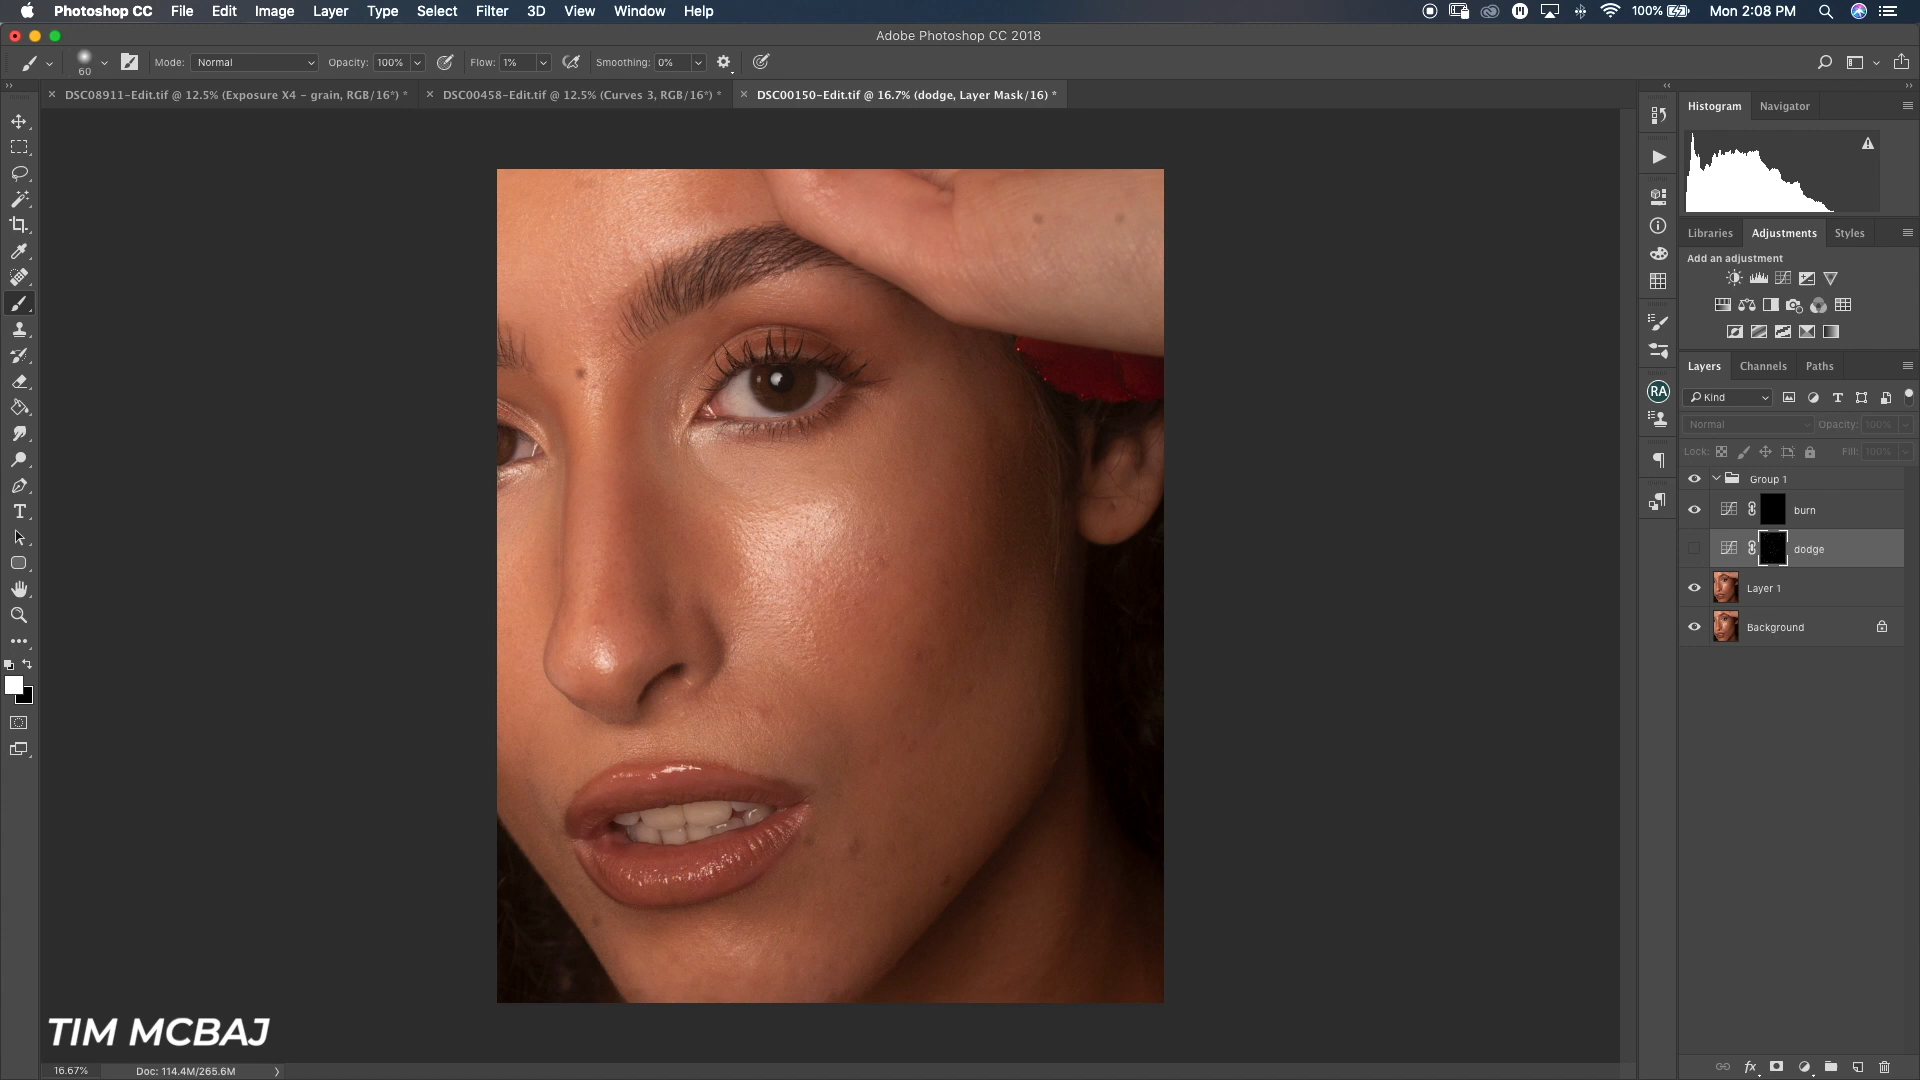 Photoshop CC File Edit Image Layer Type Select Filter 3D View Window Help 100% Mon 2:08 PM
Adobe Photoshop CC 2018
60 Mode: Normal Opacity: 100% Flow: 1% Smoothing: 0%
DSC08911-Edit.tif @ 12.5% (Exposure X4 - grain, RGB/16*) * DSC00458-Edit.tif @ 12.5% (Curves 3, RGB/16*) * DSC00150-Edit.tif @ 16.7% (dodge, Layer Mask/16) *
Histogram Navigator
Libraries Adjustments Styles
Add an adjustment
Layers Channels Paths
RA
Kind
Normal Opacity: 100%
Lock: Fill: 100%
Group 1
burn
dodge
Layer 1
Background
TIM MCBAJ
16.67% Doc: 114.4M/265.6M